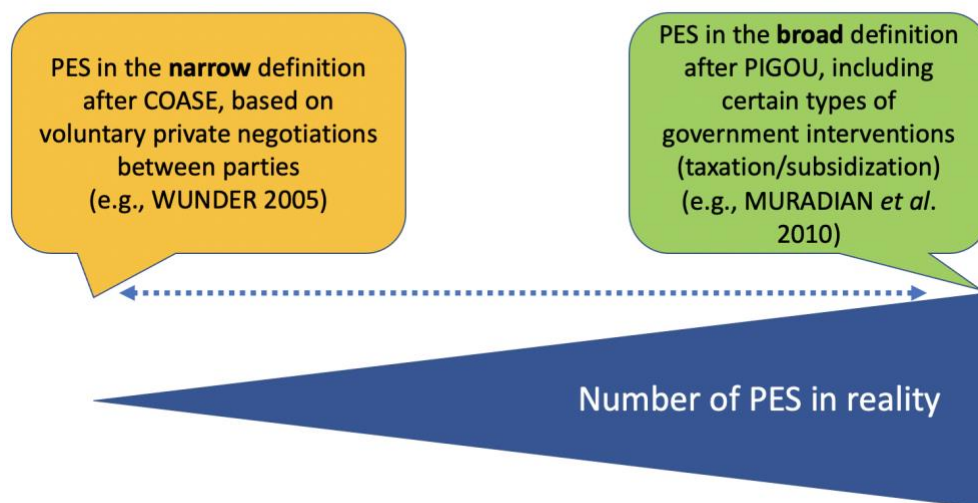 PES in the narrow definition
after COASE, based on
voluntary private negotiations
between parties
(e.g., WUNDER 2005)
PES in the broad definition
after PIGOU, including
certain types of
government interventions
(taxation/subsidization)
(e.g., MURADIAN et al.
2010)
Number of PES in reality